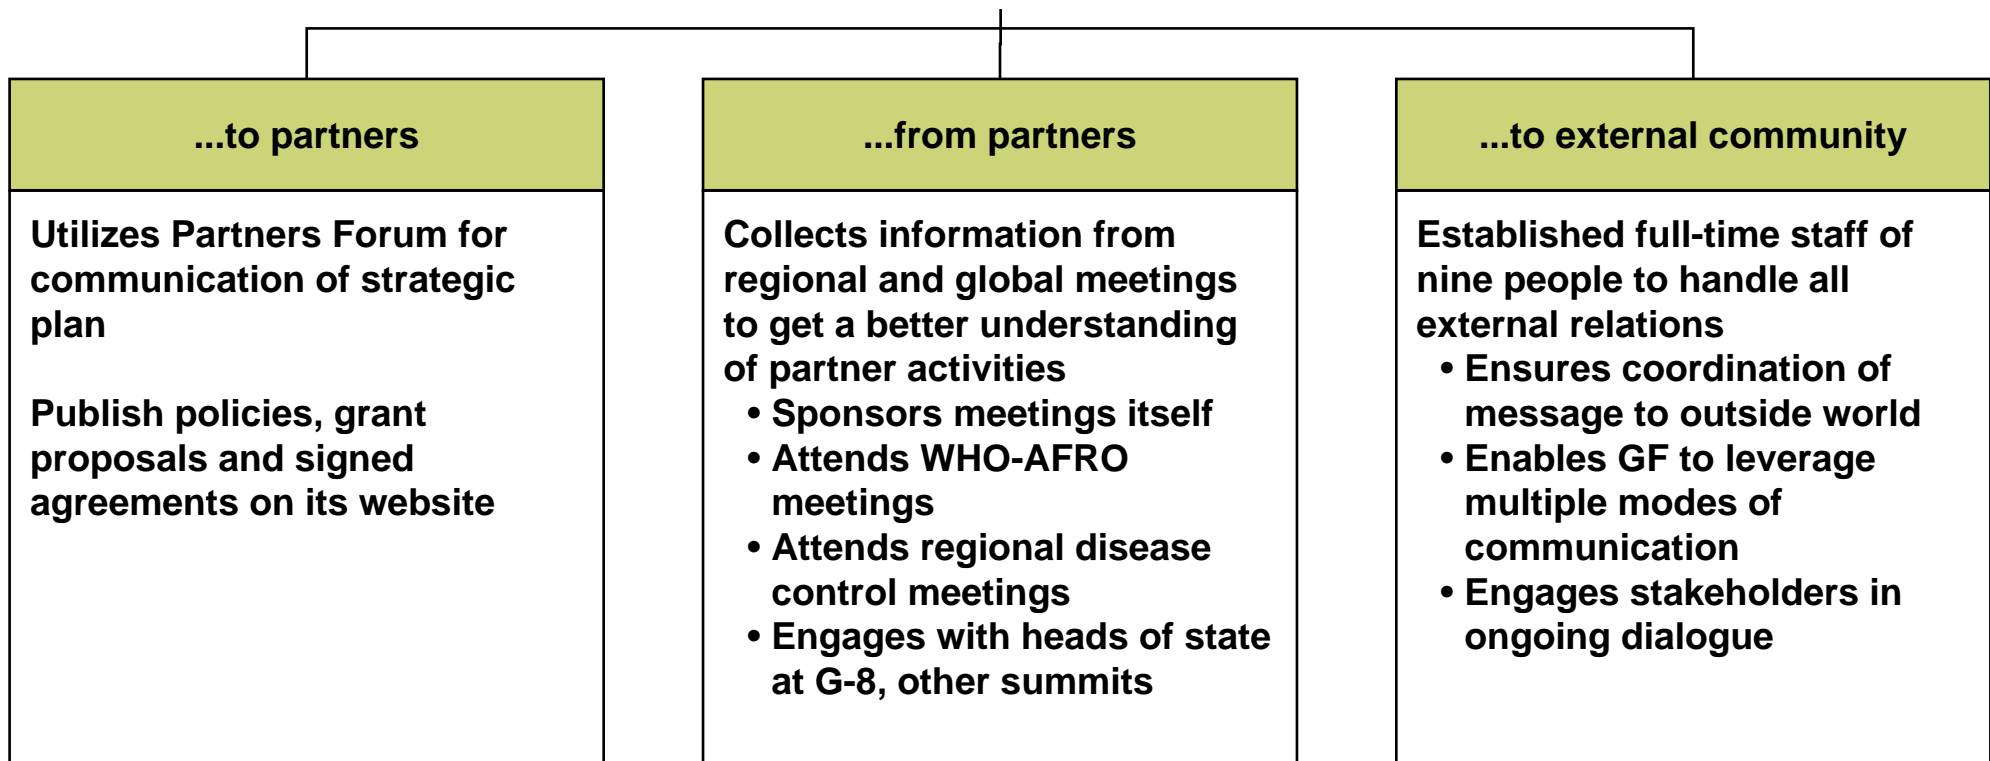 ...to partners
Utilizes Partners Forum for
communication of strategic
plan
Publish policies, grant
proposals and signed
agreements on its website
...from partners
Collects information from
regional and global meetings
to get a better understanding
of partner activities
• Sponsors meetings itself
• Attends WHO-AFRO
meetings
• Attends regional disease
control meetings
• Engages with heads of state
at G-8, other summits
...to external community
Established full-time staff of
nine people to handle all
external relations
• Ensures coordination of
message to outside world
• Enables GF to leverage
multiple modes of
communication
• Engages stakeholders in
ongoing dialogue